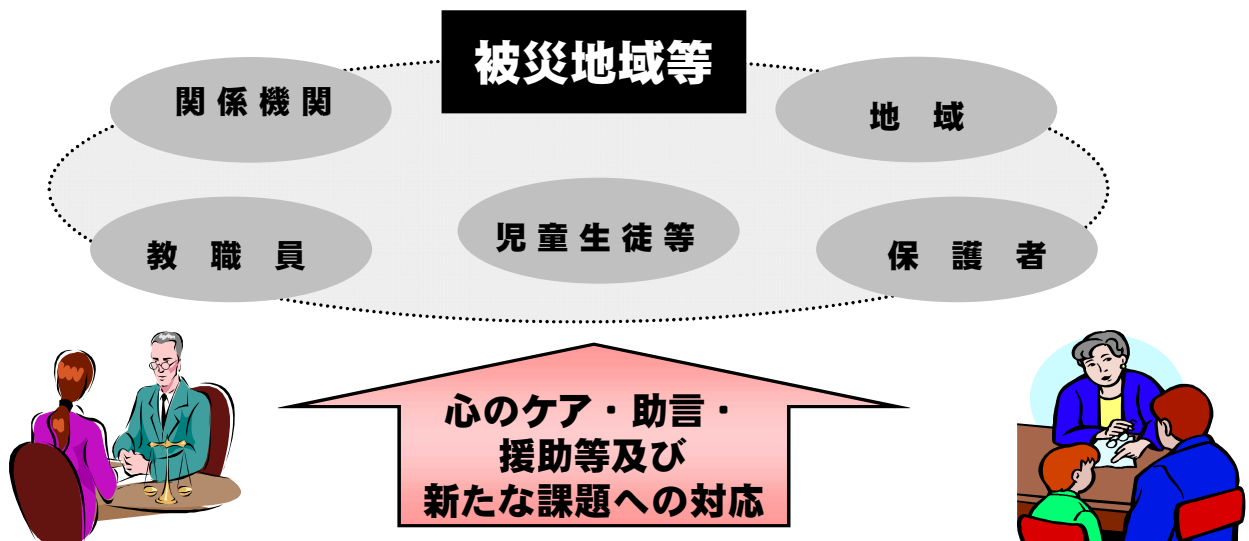 被災地域等
関係機関
地域
教職員
児童生徒等
保護者
心のケア・助言・
援助等及び
新たな課題への対応